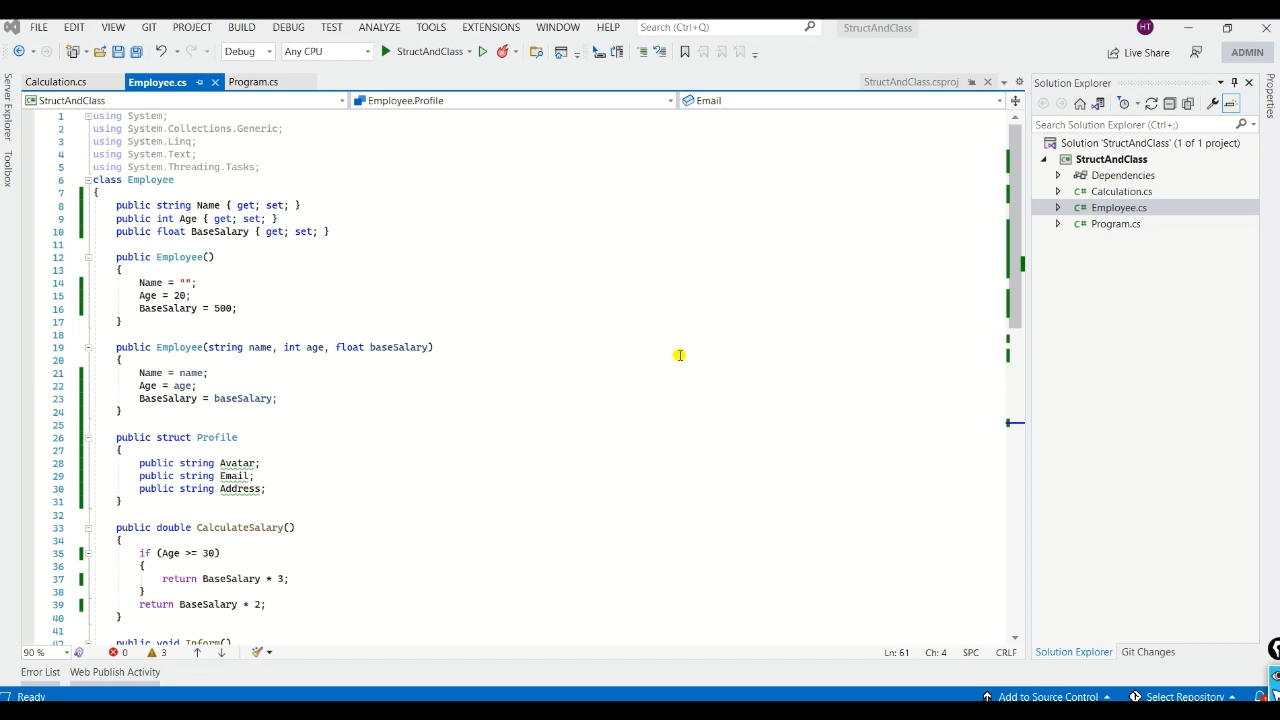 FILE EDIT VIEW GIT PROJECT BUILD DEBUG TEST ANALYZE TOOLS EXTENSIONS WINDOW HELP Search (Ctrl+Q) StructAndClass HT
Debug Any CPU StructAndClass Live Share ADMIN
Calculation.cs Employee.cs Program.cs StructAndClass.csproj
StructAndClass Employee.Profile Email
1 using System;
2 using System.Collections.Generic;
3 using System.Linq;
4 using System.Text;
5 using System.Threading.Tasks;
6 class Employee
7 {
8 public string Name { get; set; }
9 public int Age { get; set; }
10 public float BaseSalary { get; set; }
11
12 public Employee()
13 {
14 Name = "";
15 Age = 20;
16 BaseSalary = 500;
17 }
18
19 public Employee(string name, int age, float baseSalary)
20 {
21 Name = name;
22 Age = age;
23 BaseSalary = baseSalary;
24 }
25
26 public struct Profile
27 {
28 public string Avatar;
29 public string Email;
30 public string Address;
31 }
32
33 public double CalculateSalary()
34 {
35 if (Age >= 30)
36 {
37 return BaseSalary * 3;
38 }
39 return BaseSalary * 2;
40 }
41
42 public void Inform()
90 % 0 3 Ln: 61 Ch: 4 SPC CRLF
Error List Web Publish Activity
Ready Add to Source Control Select Repository
Server Explorer
Toolbox
Solution Explorer
Search Solution Explorer (Ctrl+;)
Solution 'StructAndClass' (1 of 1 project)
StructAndClass
Dependencies
C# Calculation.cs
C# Employee.cs
C# Program.cs
Solution Explorer Git Changes
Properties